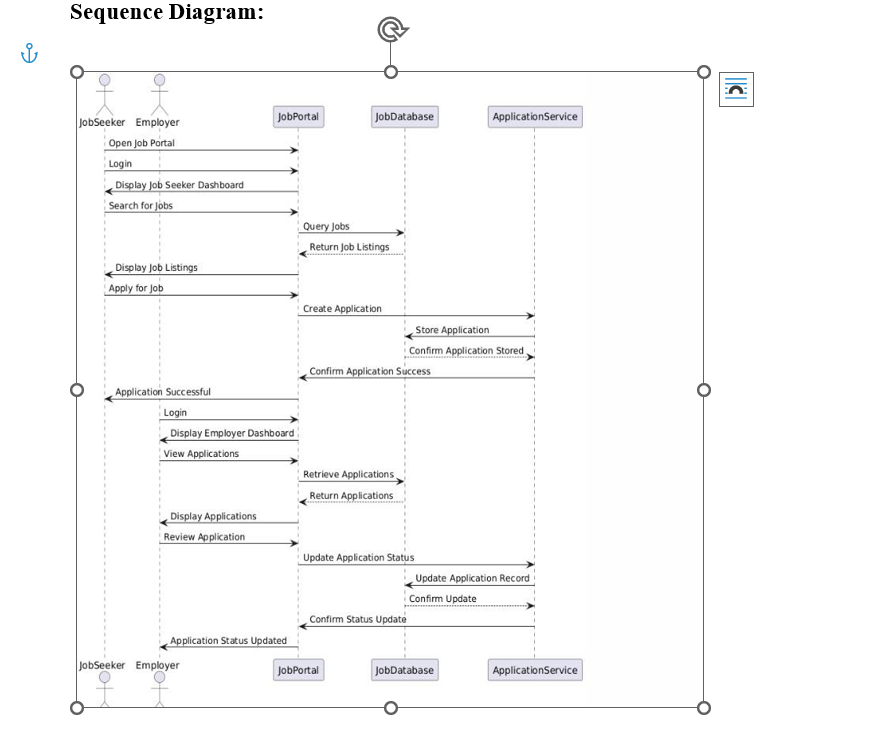 Sequence Diagram:
JobSeeker Employer JobPortal JobDatabase ApplicationService
Open Job Portal
Login
Display Job Seeker Dashboard
Search for Jobs
Query Jobs
Return Job Listings
Display Job Listings
Apply for Job
Create Application
Store Application
Confirm Application Stored
Confirm Application Success
Application Successful
Login
Display Employer Dashboard
View Applications
Retrieve Applications
Return Applications
Display Applications
Review Application
Update Application Status
Update Application Record
Confirm Update
Confirm Status Update
Application Status Updated
JobSeeker Employer JobPortal JobDatabase ApplicationService